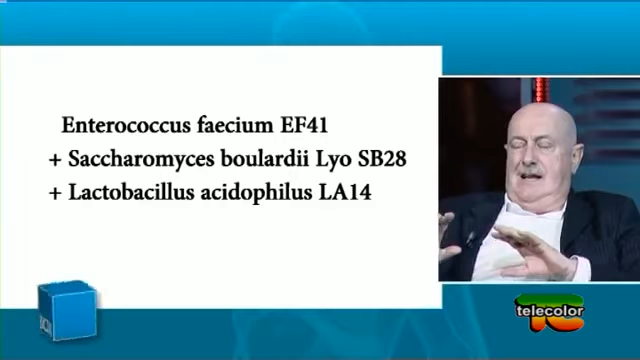 Enterococcus faecium EF41
+ Saccharomyces boulardii Lyo SB28
+ Lactobacillus acidophilus LA14
telecolor